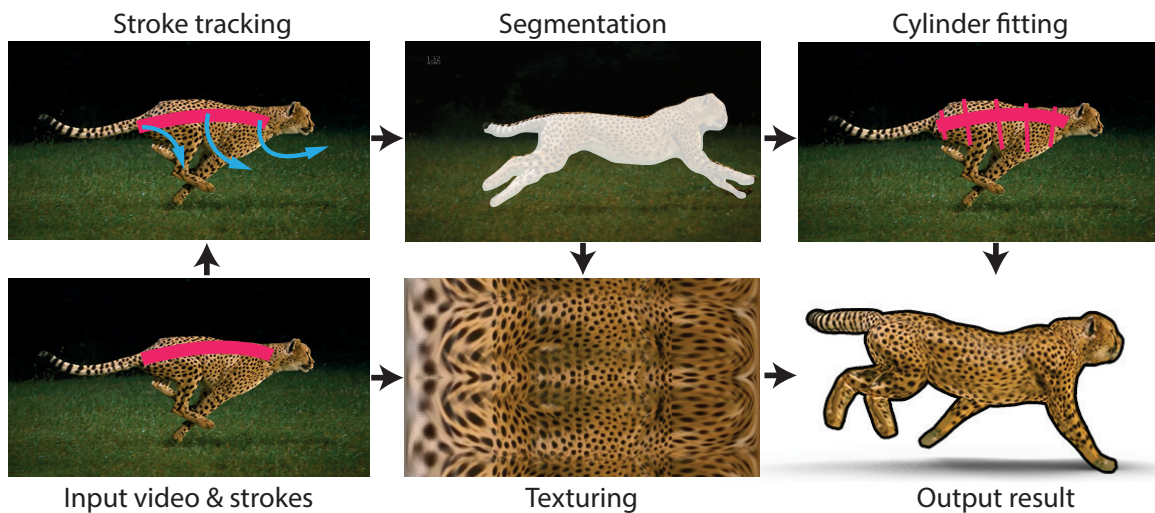 Stroke tracking
Segmentation
Cylinder fitting
Input video & strokes
Texturing
Output result